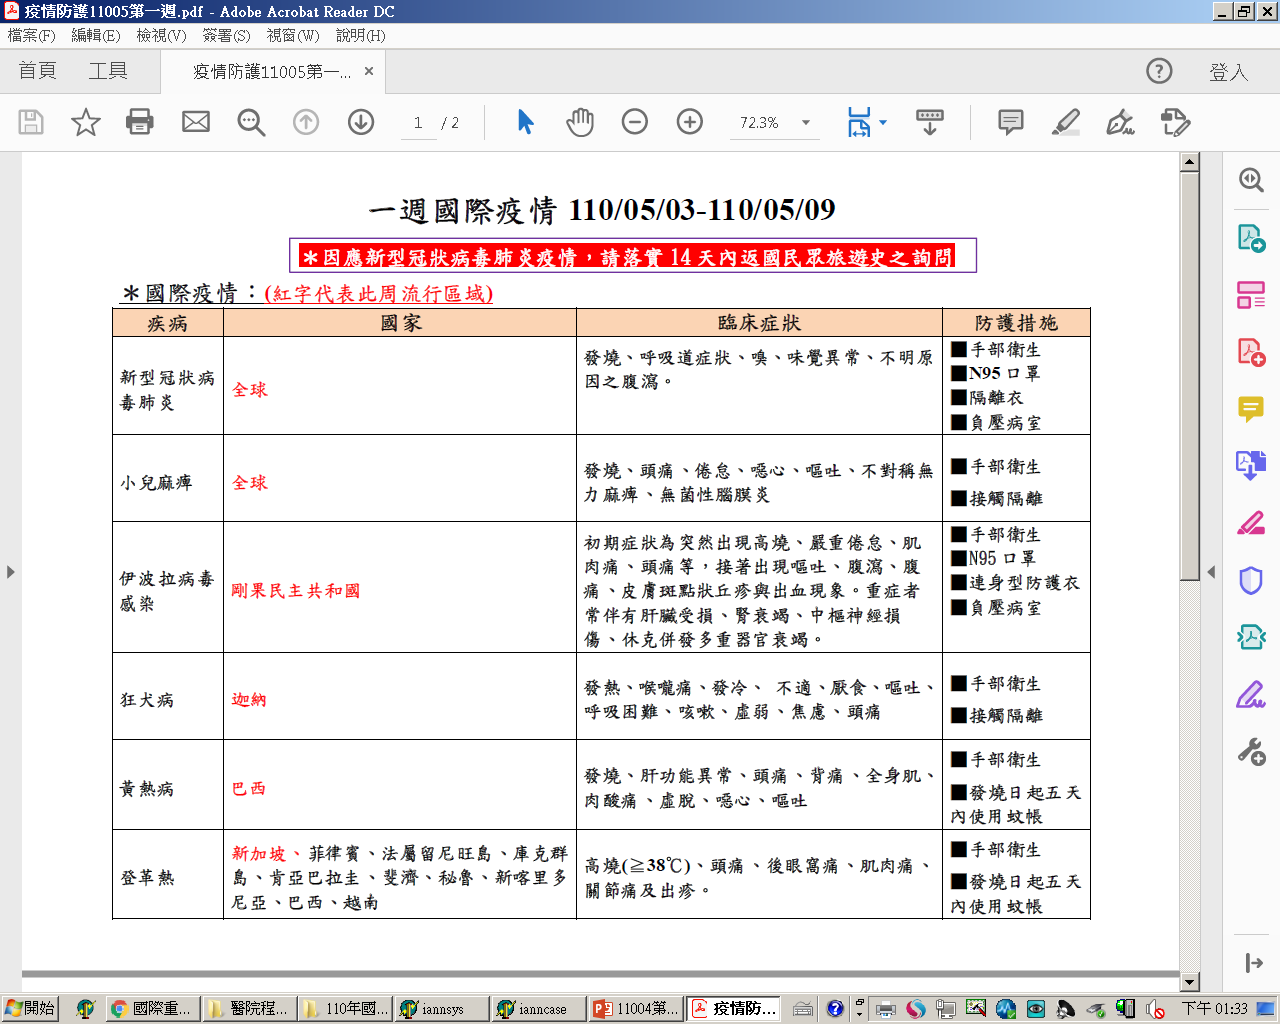 疫情防護11005第一週.pdf - Adobe Acrobat Reader DC
檔案(F) 編輯(E) 檢視(V) 簽署(S) 視窗(W) 說明(H)
首頁 工具 疫情防護11005第一... × 登入
1 / 2 72.3%
一週國際疫情 110/05/03-110/05/09
＊因應新型冠狀病毒肺炎疫情，請落實 14 天內返國民眾旅遊史之詢問
＊國際疫情：(紅字代表此周流行區域)
疾病 國家 臨床症狀 防護措施
新型冠狀病
毒肺炎
全球
發燒、呼吸道症狀、嗅、味覺異常、不明原
因之腹瀉。
■手部衛生
■N95 口罩
■隔離衣
■負壓病室
小兒麻痺
全球
發燒、頭痛、倦怠、噁心、嘔吐、不對稱無
力麻痺、無菌性腦膜炎
■手部衛生
■接觸隔離
伊波拉病毒
感染
剛果民主共和國
初期症狀為突然出現高燒、嚴重倦怠、肌
肉痛、頭痛等，接著出現嘔吐、腹瀉、腹
痛、皮膚斑點狀丘疹與出血現象。重症者
常伴有肝臟受損、腎衰竭、中樞神經損
傷、休克併發多重器官衰竭。
■手部衛生
■N95 口罩
■連身型防護衣
■負壓病室
狂犬病
迦納
發熱、喉嚨痛、發冷、 不適、厭食、嘔吐、
呼吸困難、咳嗽、虛弱、焦慮、頭痛
■手部衛生
■接觸隔離
黃熱病
巴西
發燒、肝功能異常、頭痛、背痛、全身肌、
肉酸痛、虛脫、噁心、嘔吐
■手部衛生
■發燒日起五天
內使用蚊帳
登革熱
新加坡、菲律賓、法屬留尼旺島、庫克群
島、肯亞巴拉圭、斐濟、秘魯、新喀里多
尼亞、巴西、越南
高燒(≧38℃)、頭痛、後眼窩痛、肌肉痛、
關節痛及出疹。
■手部衛生
■發燒日起五天
內使用蚊帳
開始 國際重... 醫院程... 110年國... iannsys ianncase 11004第... 疫情防... 下午 01:33